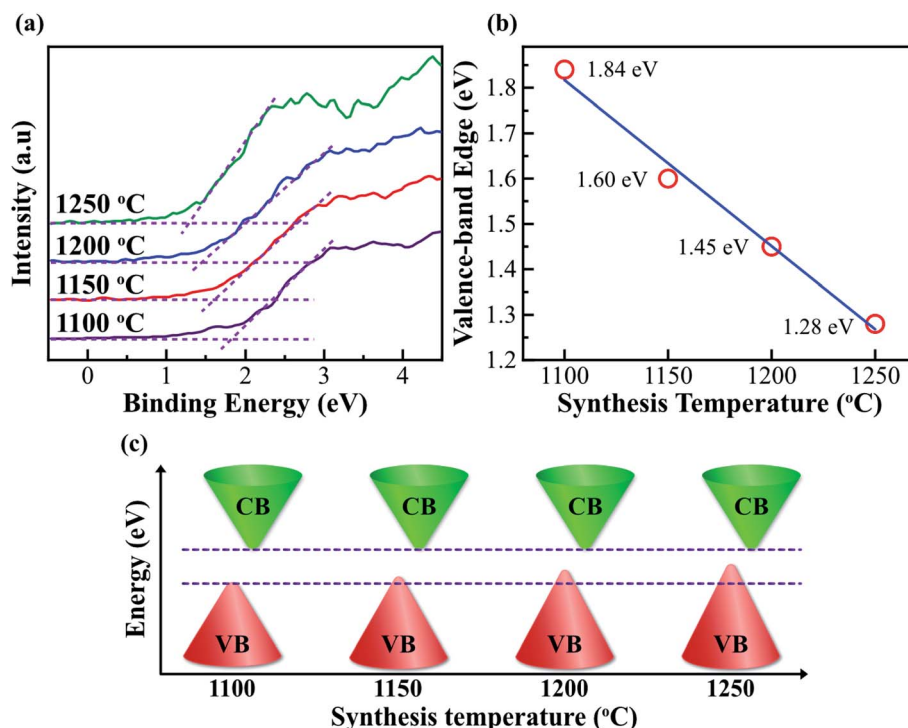 (a)
Intensity (a.u)
1250 °C
1200 °C
1150 °C
1100 °C
0 1 2 3 4
Binding Energy (eV)
(b)
Valence-band Edge (eV)
1.8
1.7
1.6
1.5
1.4
1.3
1.2
1.84 eV
1.60 eV
1.45 eV
1.28 eV
1100 1150 1200 1250
Synthesis Temperature (°C)
(c)
Energy (eV)
CB CB CB CB
VB VB VB VB
1100 1150 1200 1250
Synthesis temperature (°C)